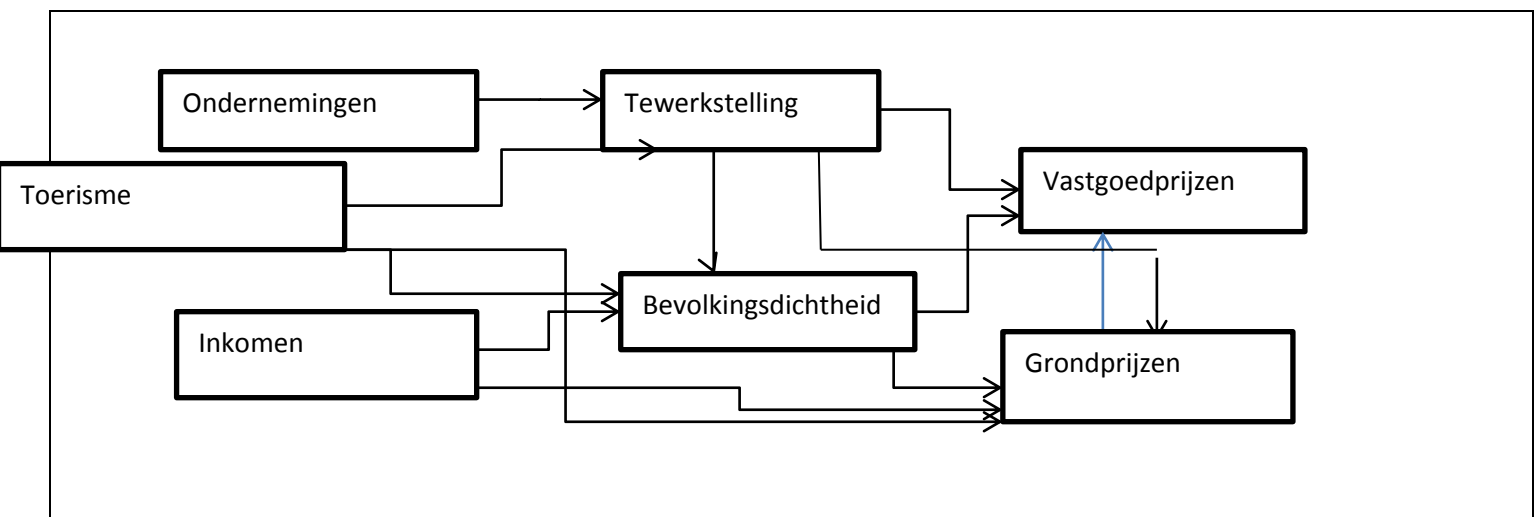 Ondernemingen
Tewerkstelling
Toerisme
Vastgoedprijzen
Bevolkingsdichtheid
Inkomen
Grondprijzen